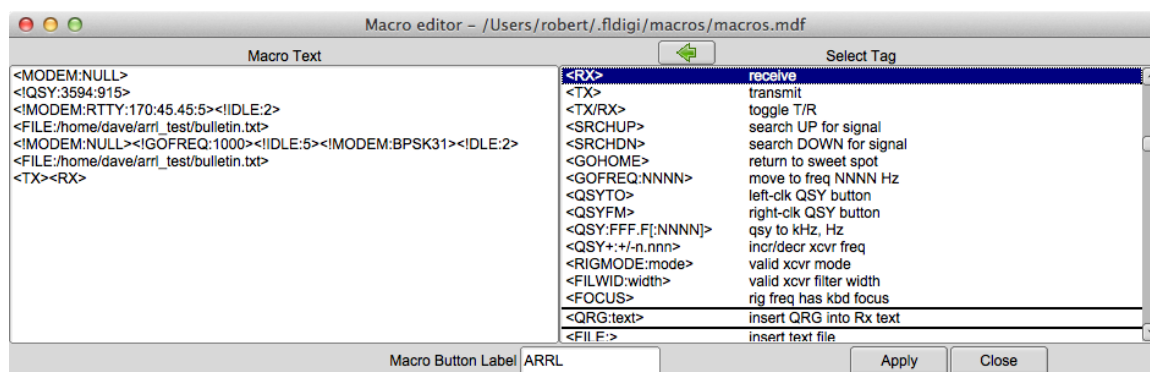 Macro editor – /Users/robert/.fldigi/macros/macros.mdf
Macro Text
Select Tag
<MODEM:NULL>
<!QSY:3594:915>
<!MODEM:RTTY:170:45.45:5><!IDLE:2>
<FILE:/home/dave/arrl_test/bulletin.txt>
<!MODEM:NULL><!GOFREQ:1000><!IDLE:5><!MODEM:BPSK31><!IDLE:2>
<FILE:/home/dave/arrl_test/bulletin.txt>
<TX><RX>
<RX> receive
<TX> transmit
<TX/RX> toggle T/R
<SRCHUP> search UP for signal
<SRCHDN> search DOWN for signal
<GOHOME> return to sweet spot
<GOFREQ:NNNN> move to freq NNNN Hz
<QSYTO> left-clk QSY button
<QSYFM> right-clk QSY button
<QSY:FFF.F[:NNNN]> qsy to kHz, Hz
<QSY+:+/-n.nnn> incr/decr xcvr freq
<RIGMODE:mode> valid xcvr mode
<FILWID:width> valid xcvr filter width
<FOCUS> rig freq has kbd focus
<QRG:text> insert QRG into Rx text
<FILE:> insert text file
Macro Button Label ARRL
Apply
Close